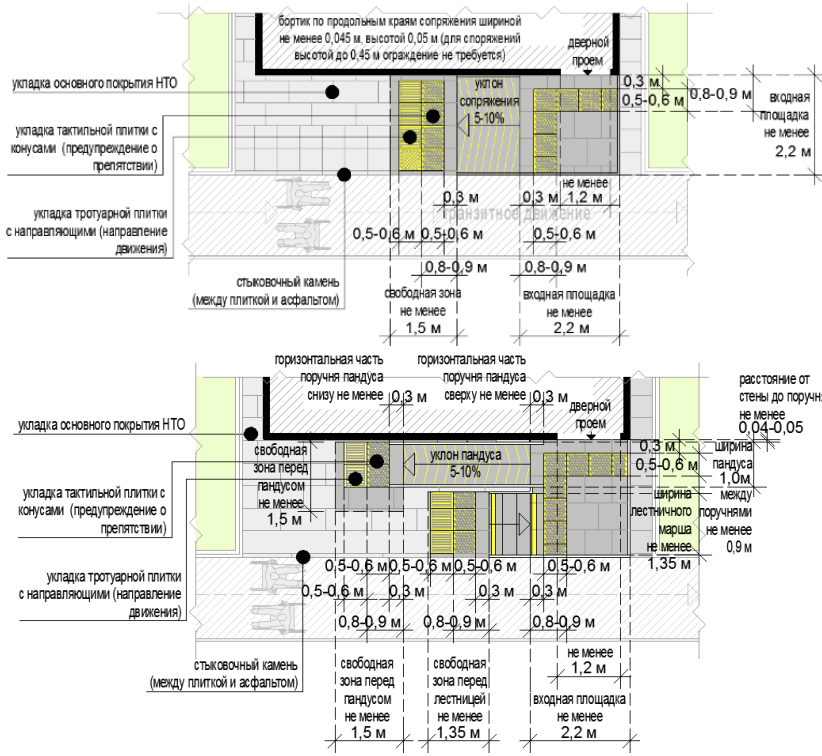 бортик по продольным краям сопряжения шириной
не менее 0,045 м, высотой 0,05 м (для споряжений
высотой до 0,45 м ограждение не требуется)
дверной
проем
укладка основного покрытия НТО
уклон
сопряжения
5-10%
0,3 м
0,5-0,6 м
0,8-0,9 м
входная
площадка
не менее
2,2 м
укладка тактильной плитки с
конусами (предупреждение о
препятствии)
не менее
0,3 м
0,3 м
1,2 м
транзитное движение
укладка тротуарной плитки
с направляющими (направление
движения)
0,5-0,6 м
0,5-0,6 м
0,5-0,6 м
0,8-0,9 м
0,8-0,9 м
стыковочный камень
(между плиткой и асфальтом)
свободная зона
не менее
1,5 м
входная площадка
не менее
2,2 м
горизонтальная часть
поручня пандуса
снизу не менее
0,3 м
горизонтальная часть
поручня пандуса
сверху не менее
0,3 м
дверной
проем
расстояние от
стены до поручня
не менее
0,04-0,05
укладка основного покрытия НТО
свободная
зона перед
пандусом
не менее
1,5 м
уклон пандуса
5-10%
0,3 м
0,5-0,6 м
ширина
пандуса
1,0м
между
поручнями
не менее
0,9 м
ширина
лестничного
марша
не менее
1,35 м
укладка тактильной плитки с
конусами (предупреждение о
препятствии)
укладка тротуарной плитки
с направляющими (направление
движения)
0,5-0,6 м
0,5-0,6 м
0,5-0,6 м
0,5-0,6 м
0,5-0,6 м
0,3 м
0,3 м
0,3 м
0,8-0,9 м
0,8-0,9 м
0,8-0,9 м
стыковочный камень
(между плиткой и асфальтом)
свободная
зона перед
пандусом
не менее
1,5 м
свободная
зона перед
лестницей
не менее
1,35 м
не менее
1,2 м
входная площадка
не менее
2,2 м